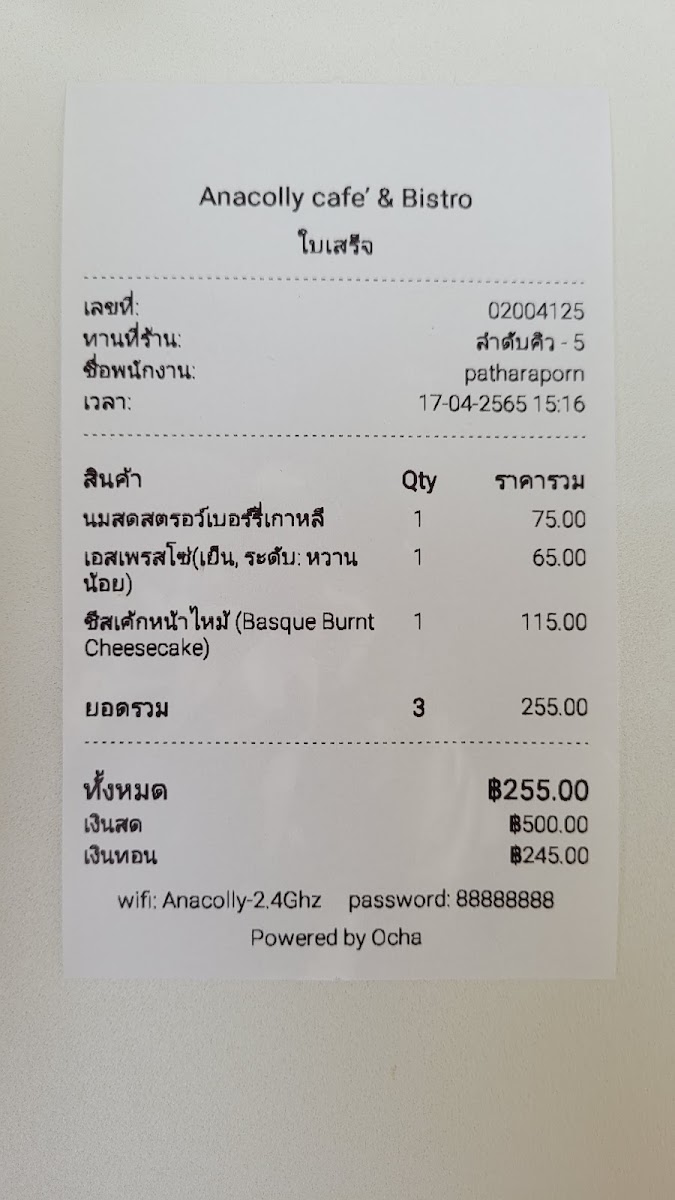 Anacolly cafe' & Bistro
ใบเสร็จ
เลขที่: 02004125
ทานที่ร้าน: ลำดับคิว - 5
ชื่อพนักงาน: patharaporn
เวลา: 17-04-2565 15:16
สินค้า Qty ราคารวม
นมสดสตรอว์เบอร์รี่เกาหลี 1 75.00
เอสเพรสโซ่(เย็น, ระดับ: หวาน 1 65.00
น้อย)
ชีสเค้กหน้าไหม้ (Basque Burnt 1 115.00
Cheesecake)
ยอดรวม 3 255.00
ทั้งหมด ฿255.00
เงินสด ฿500.00
เงินทอน ฿245.00
wifi: Anacolly-2.4Ghz password: 88888888
Powered by Ocha